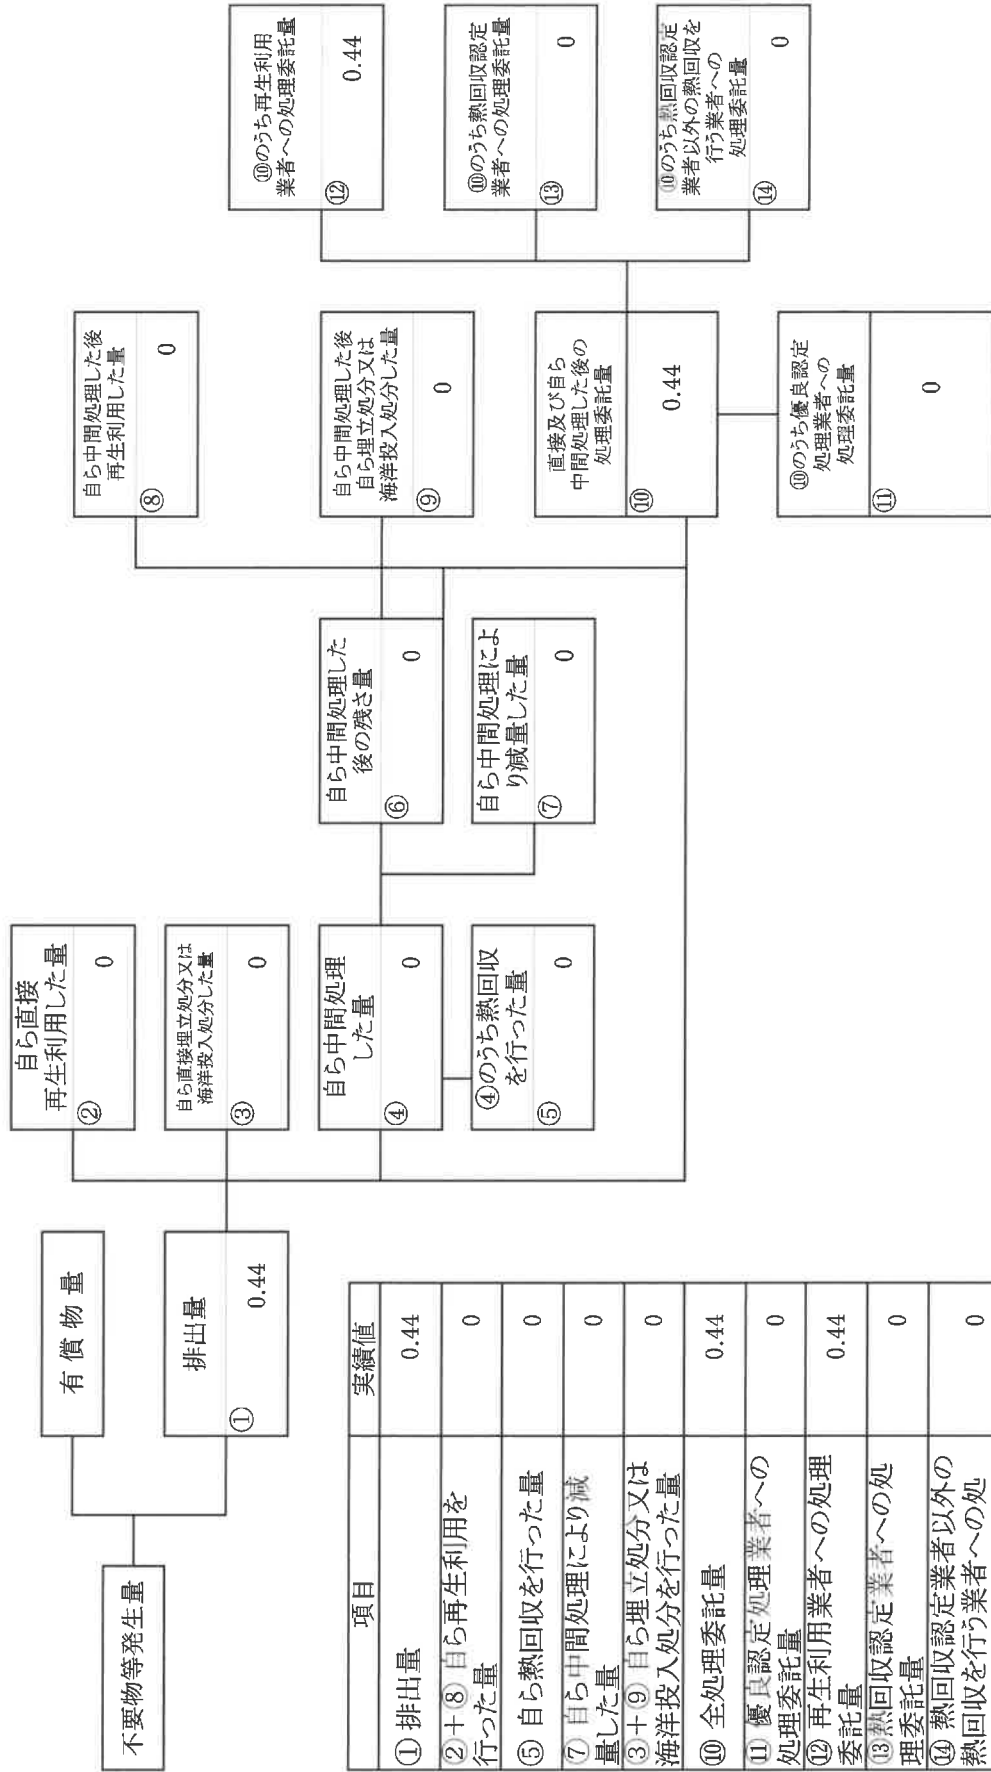 不要物等発生量
有償物量
排出量
①
0.44
自ら直接
再生利用した量
②
0
自ら直接埋立処分又は
海洋投入処分した量
③
0
自ら中間処理
した量
④
0
④のうち熱回収
を行った量
⑤
0
自ら中間処理した
後の残さ量
⑥
0
自ら中間処理によ
り減量した量
⑦
0
自ら中間処理した後
再生利用した量
⑧
0
自ら中間処理した後
自ら埋立処分又は
海洋投入処分した量
⑨
0
直接及び自ら
中間処理した後の
処理委託量
⑩
0.44
⑩のうち優良認定
処理業者への
処理委託量
⑪
0
⑩のうち再生利用
業者への処理委託量
⑫
0.44
⑩のうち熱回収認定
業者への処理委託量
⑬
0
⑩のうち熱回収認定
業者以外の熱回収を
行う業者への
処理委託量
⑭
0
項目 実績値
①排出量 0.44
②+⑧自ら再生利用を
行った量 0
⑤自ら熱回収を行った量 0
⑦自ら中間処理により減
量した量 0
③+⑨自ら埋立処分又は
海洋投入処分を行った量 0
⑩全処理委託量 0.44
⑪優良認定処理業者への
処理委託量 0
⑫再生利用業者への処理
委託量 0.44
⑬熱回収認定業者への処
理委託量 0
⑭熱回収認定業者以外の
熱回収を行う業者への処 0